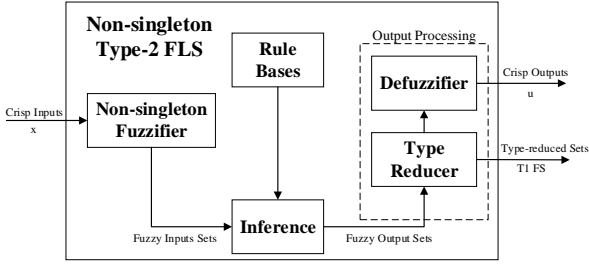 Non-singleton
Type-2 FLS
Rule
Bases
Output Processing
Defuzzifier
Crisp Outputs
u
Crisp Inputs
x
Non-singleton
Fuzzifier
Type
Reducer
Type-reduced Sets
T1 FS
Inference
Fuzzy Inputs Sets
Fuzzy Output Sets